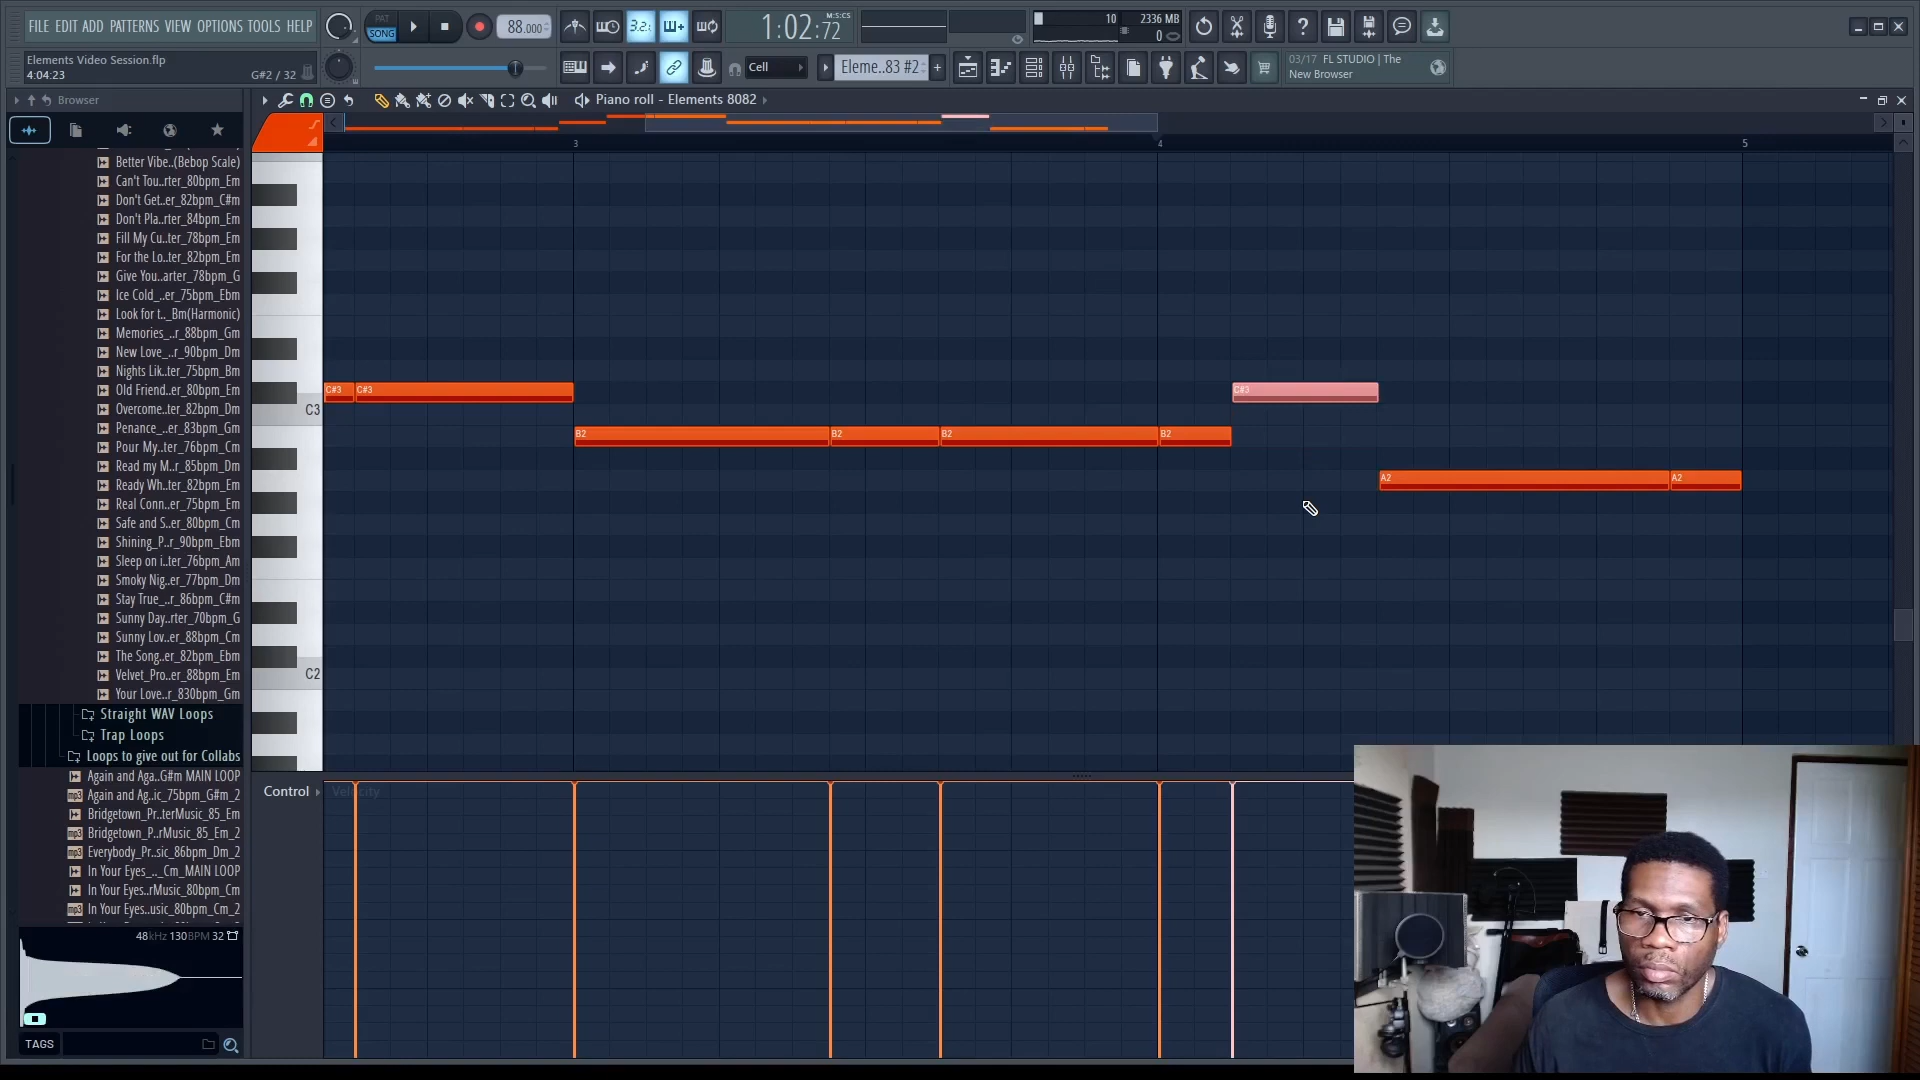 FILE EDIT ADD PATTERNS VIEW OPTIONS TOOLS HELP
PAT
SONG
88.000
3.2:
1:02:72
M:S:CS
10
2336 MB
0
Elements Video Session.flp
4:04:23
G#2 / 32
Cell
Eleme..83 #2
+
03/17 FL STUDIO | The
New Browser
Browser
Piano roll - Elements 8082
3
4
5
Better Vibe..(Bebop Scale)
Can't Tou..rter_80bpm_Em
Don't Get..er_82bpm_C#m
Don't Pla..rter_84bpm_Em
Fill My Cu..ter_78bpm_Em
For the Lo..ter_82bpm_Em
Give You..arter_78bpm_G
Ice Cold_..er_75bpm_Ebm
Look for t.._Bm(Harmonic)
Memories_..r_88bpm_Gm
New Love_..r_90bpm_Dm
Nights Lik..ter_75bpm_Bm
Old Friend..er_80bpm_Em
Overcome..ter_82bpm_Dm
Penance_..er_83bpm_Gm
Pour My..ter_76bpm_Cm
Read my M..r_85bpm_Dm
Ready Wh..ter_82bpm_Em
Real Conn..er_75bpm_Em
Safe and S..er_80bpm_Cm
Shining_P..r_90bpm_Ebm
Sleep on i..ter_76bpm_Am
Smoky Nig..er_77bpm_Dm
Stay True_..r_86bpm_C#m
Sunny Day..rter_70bpm_G
Sunny Lov..er_88bpm_Cm
The Song..er_82bpm_Ebm
Velvet_Pro..er_88bpm_Em
Your Love..r_830bpm_Gm
Straight WAV Loops
Trap Loops
Loops to give out for Collabs
Again and Aga..G#m MAIN LOOP
Again and Ag..ic_75bpm_G#m_2
Bridgetown_Pr..terMusic_85_Em
Bridgetown_P..rMusic_85_Em_2
Everybody_Pr..sic_86bpm_Dm_2
In Your Eyes_.._Cm_MAIN LOOP
In Your Eyes..rMusic_80bpm_Cm
In Your Eyes..usic_80bpm_Cm_2
48kHz 130BPM 32
TAGS
C3
C2
C#3
C#3
C#3
B2
B2
B2
B2
A2
A2
Control
Velocity